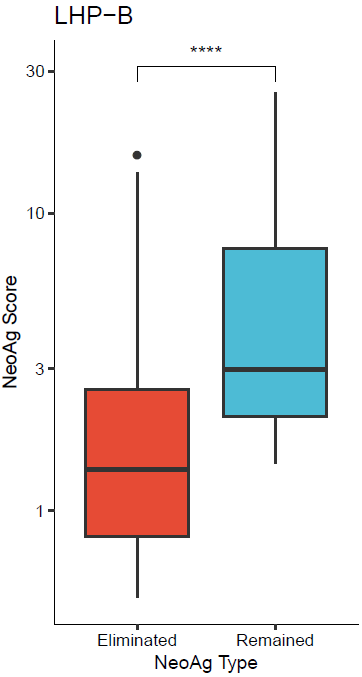 LHP-B
****
30
10
3
1
NeoAg Score
Eliminated Remained
NeoAg Type